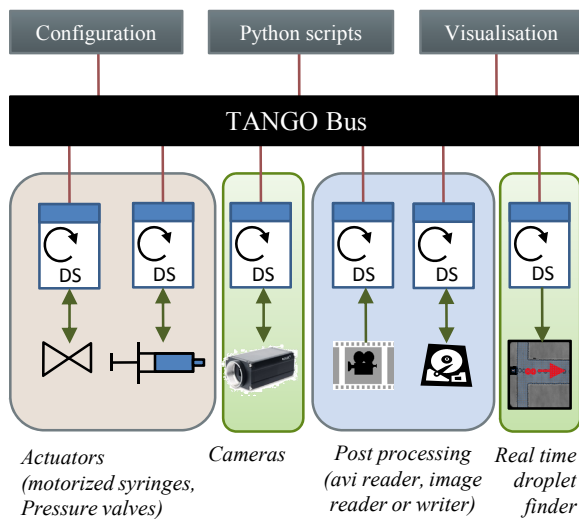 Configuration
Python scripts
Visualisation
TANGO Bus
DS
DS
DS
DS
DS
DS
Actuators
(motorized syringes,
Pressure valves)
Cameras
Post processing
(avi reader, image
reader or writer)
Real time
droplet
finder